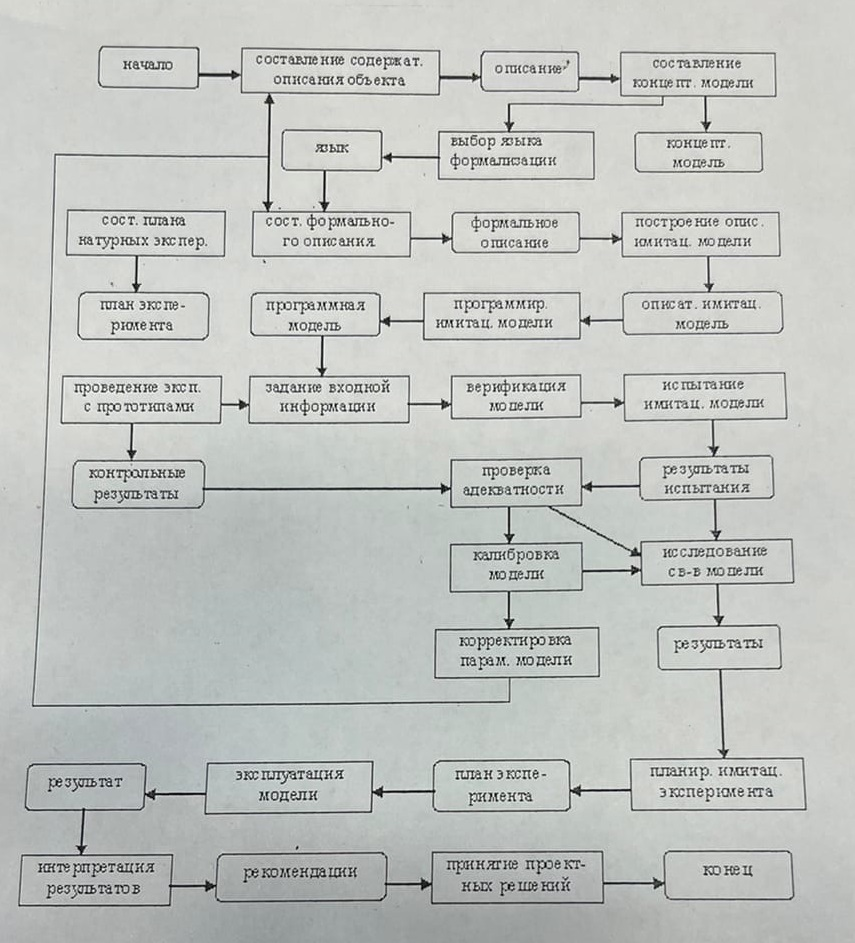 начало
составление содержат.
описания объекта
описание
составление
концепт. модели
язык
выбор языка
формализации
концепт.
модель
сост. плана
натурных экспер.
сост. формально-
го описания
формальное
описание
построение опис.
имитац. модели
план экспе-
римента
программная
модель
программир.
имитац. модели
описат. имитац.
модель
проведение эксп.
с прототипами
задание входной
информации
верификация
модели
испытание
имитац. модели
контрольные
результаты
проверка
адекватности
результаты
испытания
калибровка
модели
исследование
св-в модели
корректировка
парам. модели
результаты
результат
эксплуатация
модели
план экспе-
римента
планир. имитац.
эксперимента
интерпретация
результатов
рекомендации
принятие проект-
ных решений
конец